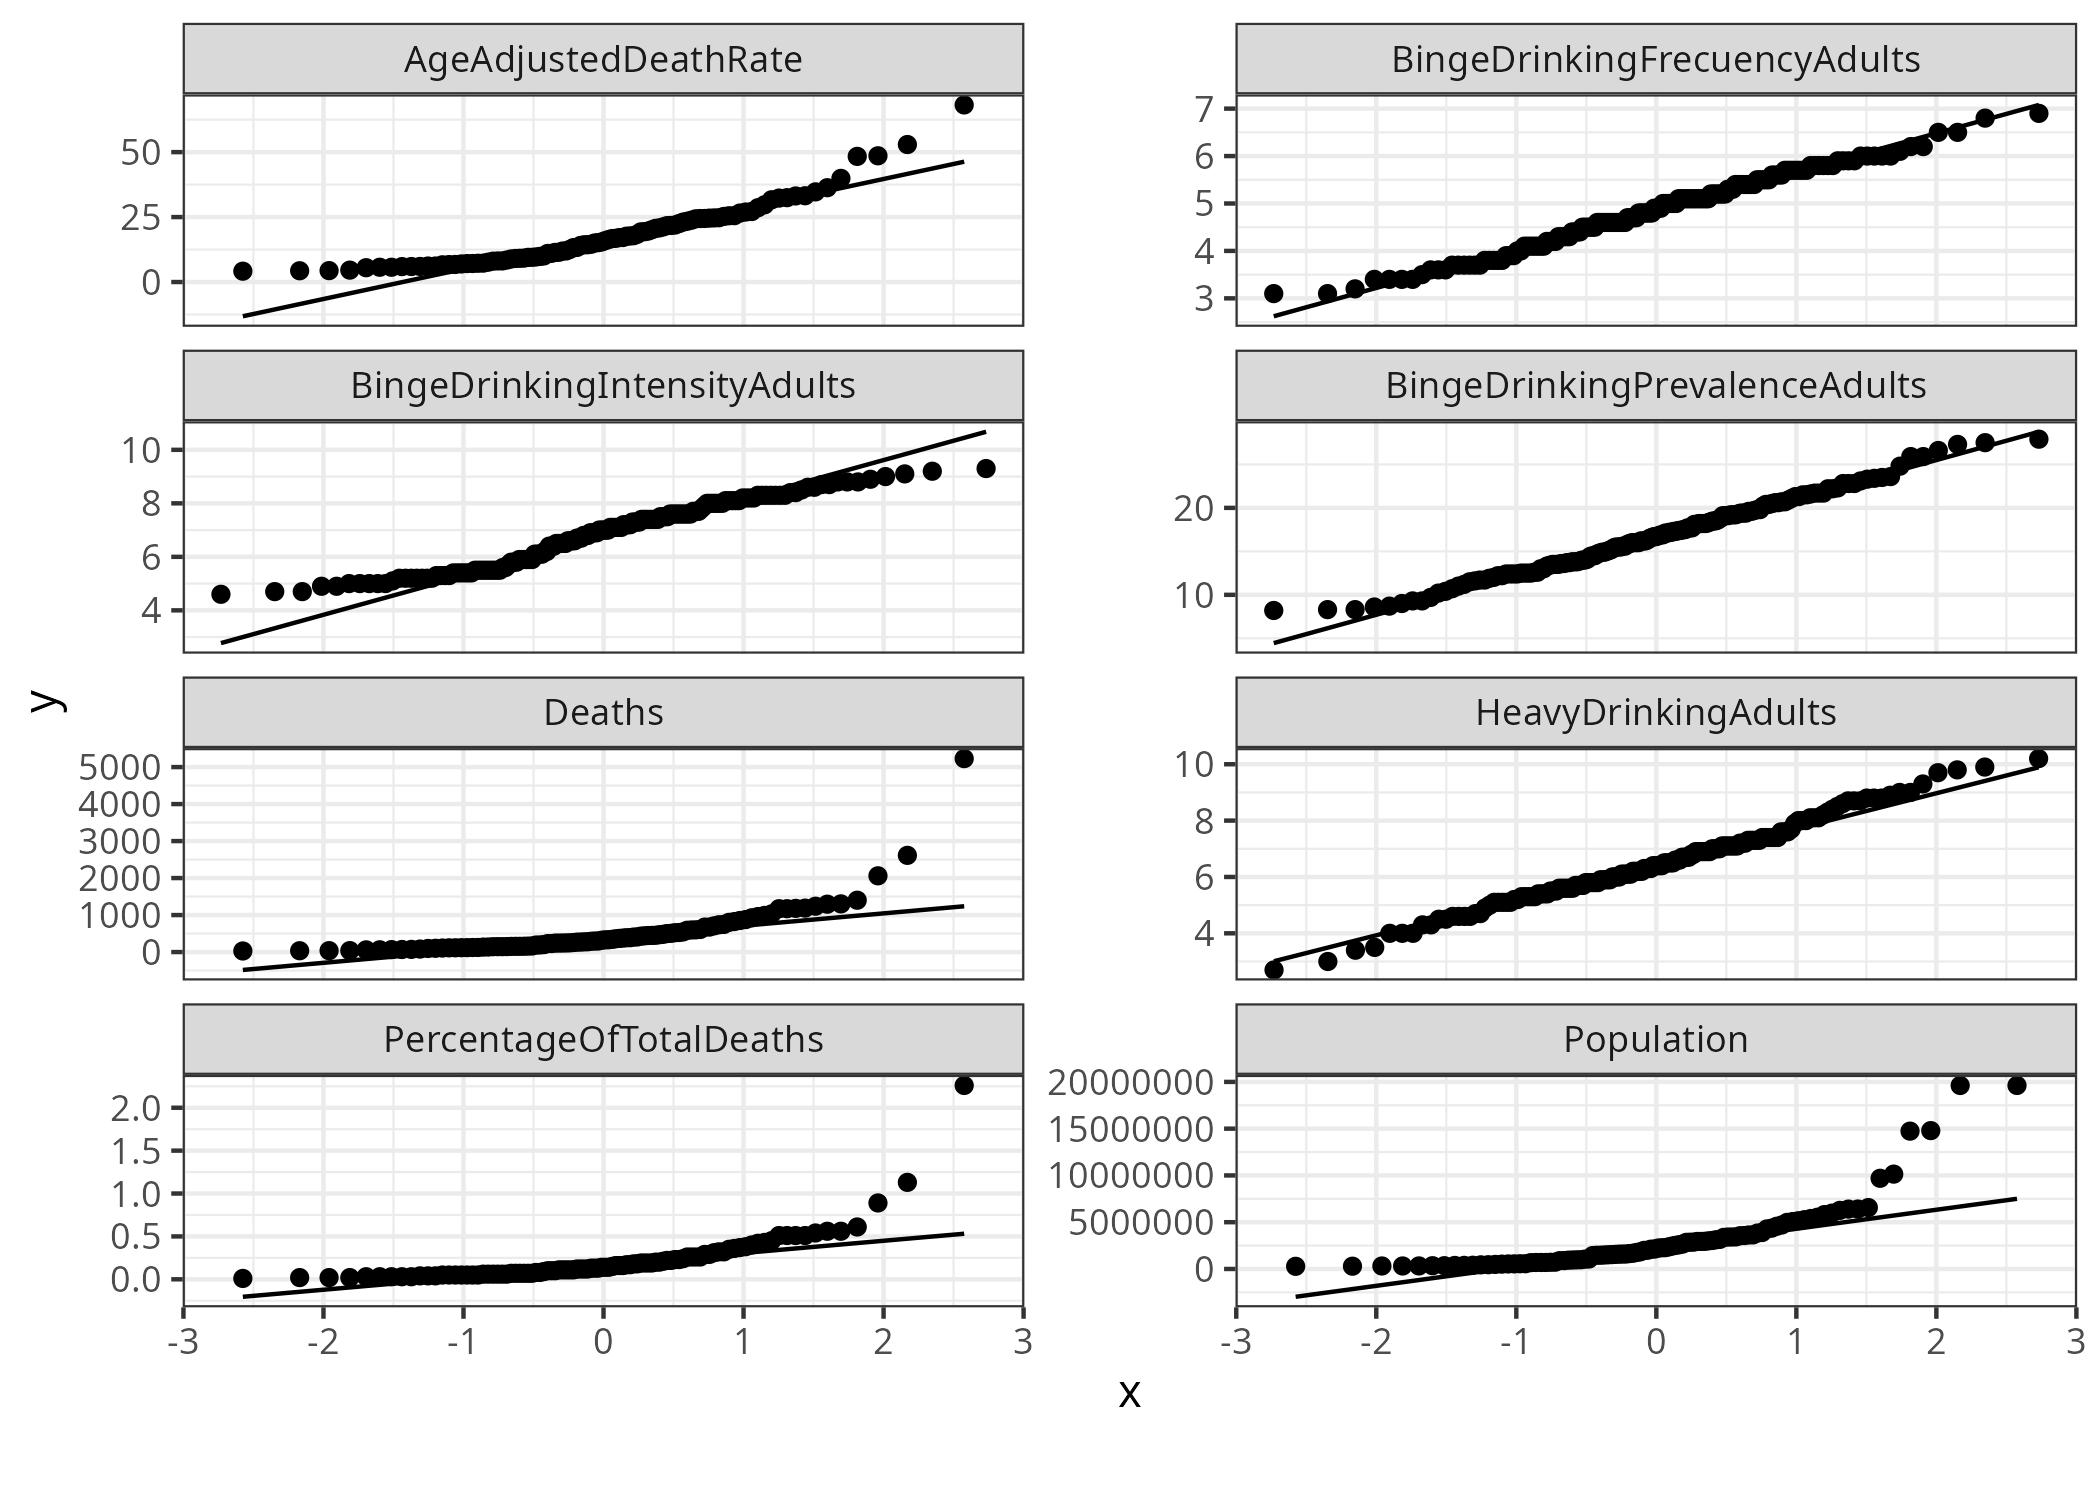 AgeAdjustedDeathRate
50
25
0
BingeDrinkingFrecuencyAdults
7
6
5
4
3
BingeDrinkingIntensityAdults
10
8
6
4
BingeDrinkingPrevalenceAdults
20
10
Deaths
5000
4000
3000
2000
1000
0
HeavyDrinkingAdults
10
8
6
4
PercentageOfTotalDeaths
2.0
1.5
1.0
0.5
0.0
-3 -2 -1 0 1 2 3
Population
20000000
15000000
10000000
5000000
0
-3 -2 -1 0 1 2 3
y
x